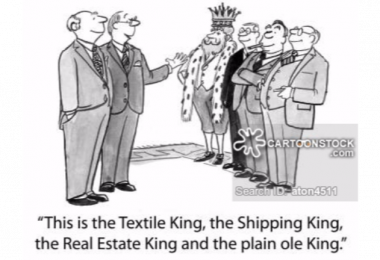 CARTOONSTOCK
.com
Search ID: aton4511
“This is the Textile King, the Shipping King,
the Real Estate King and the plain ole King.”